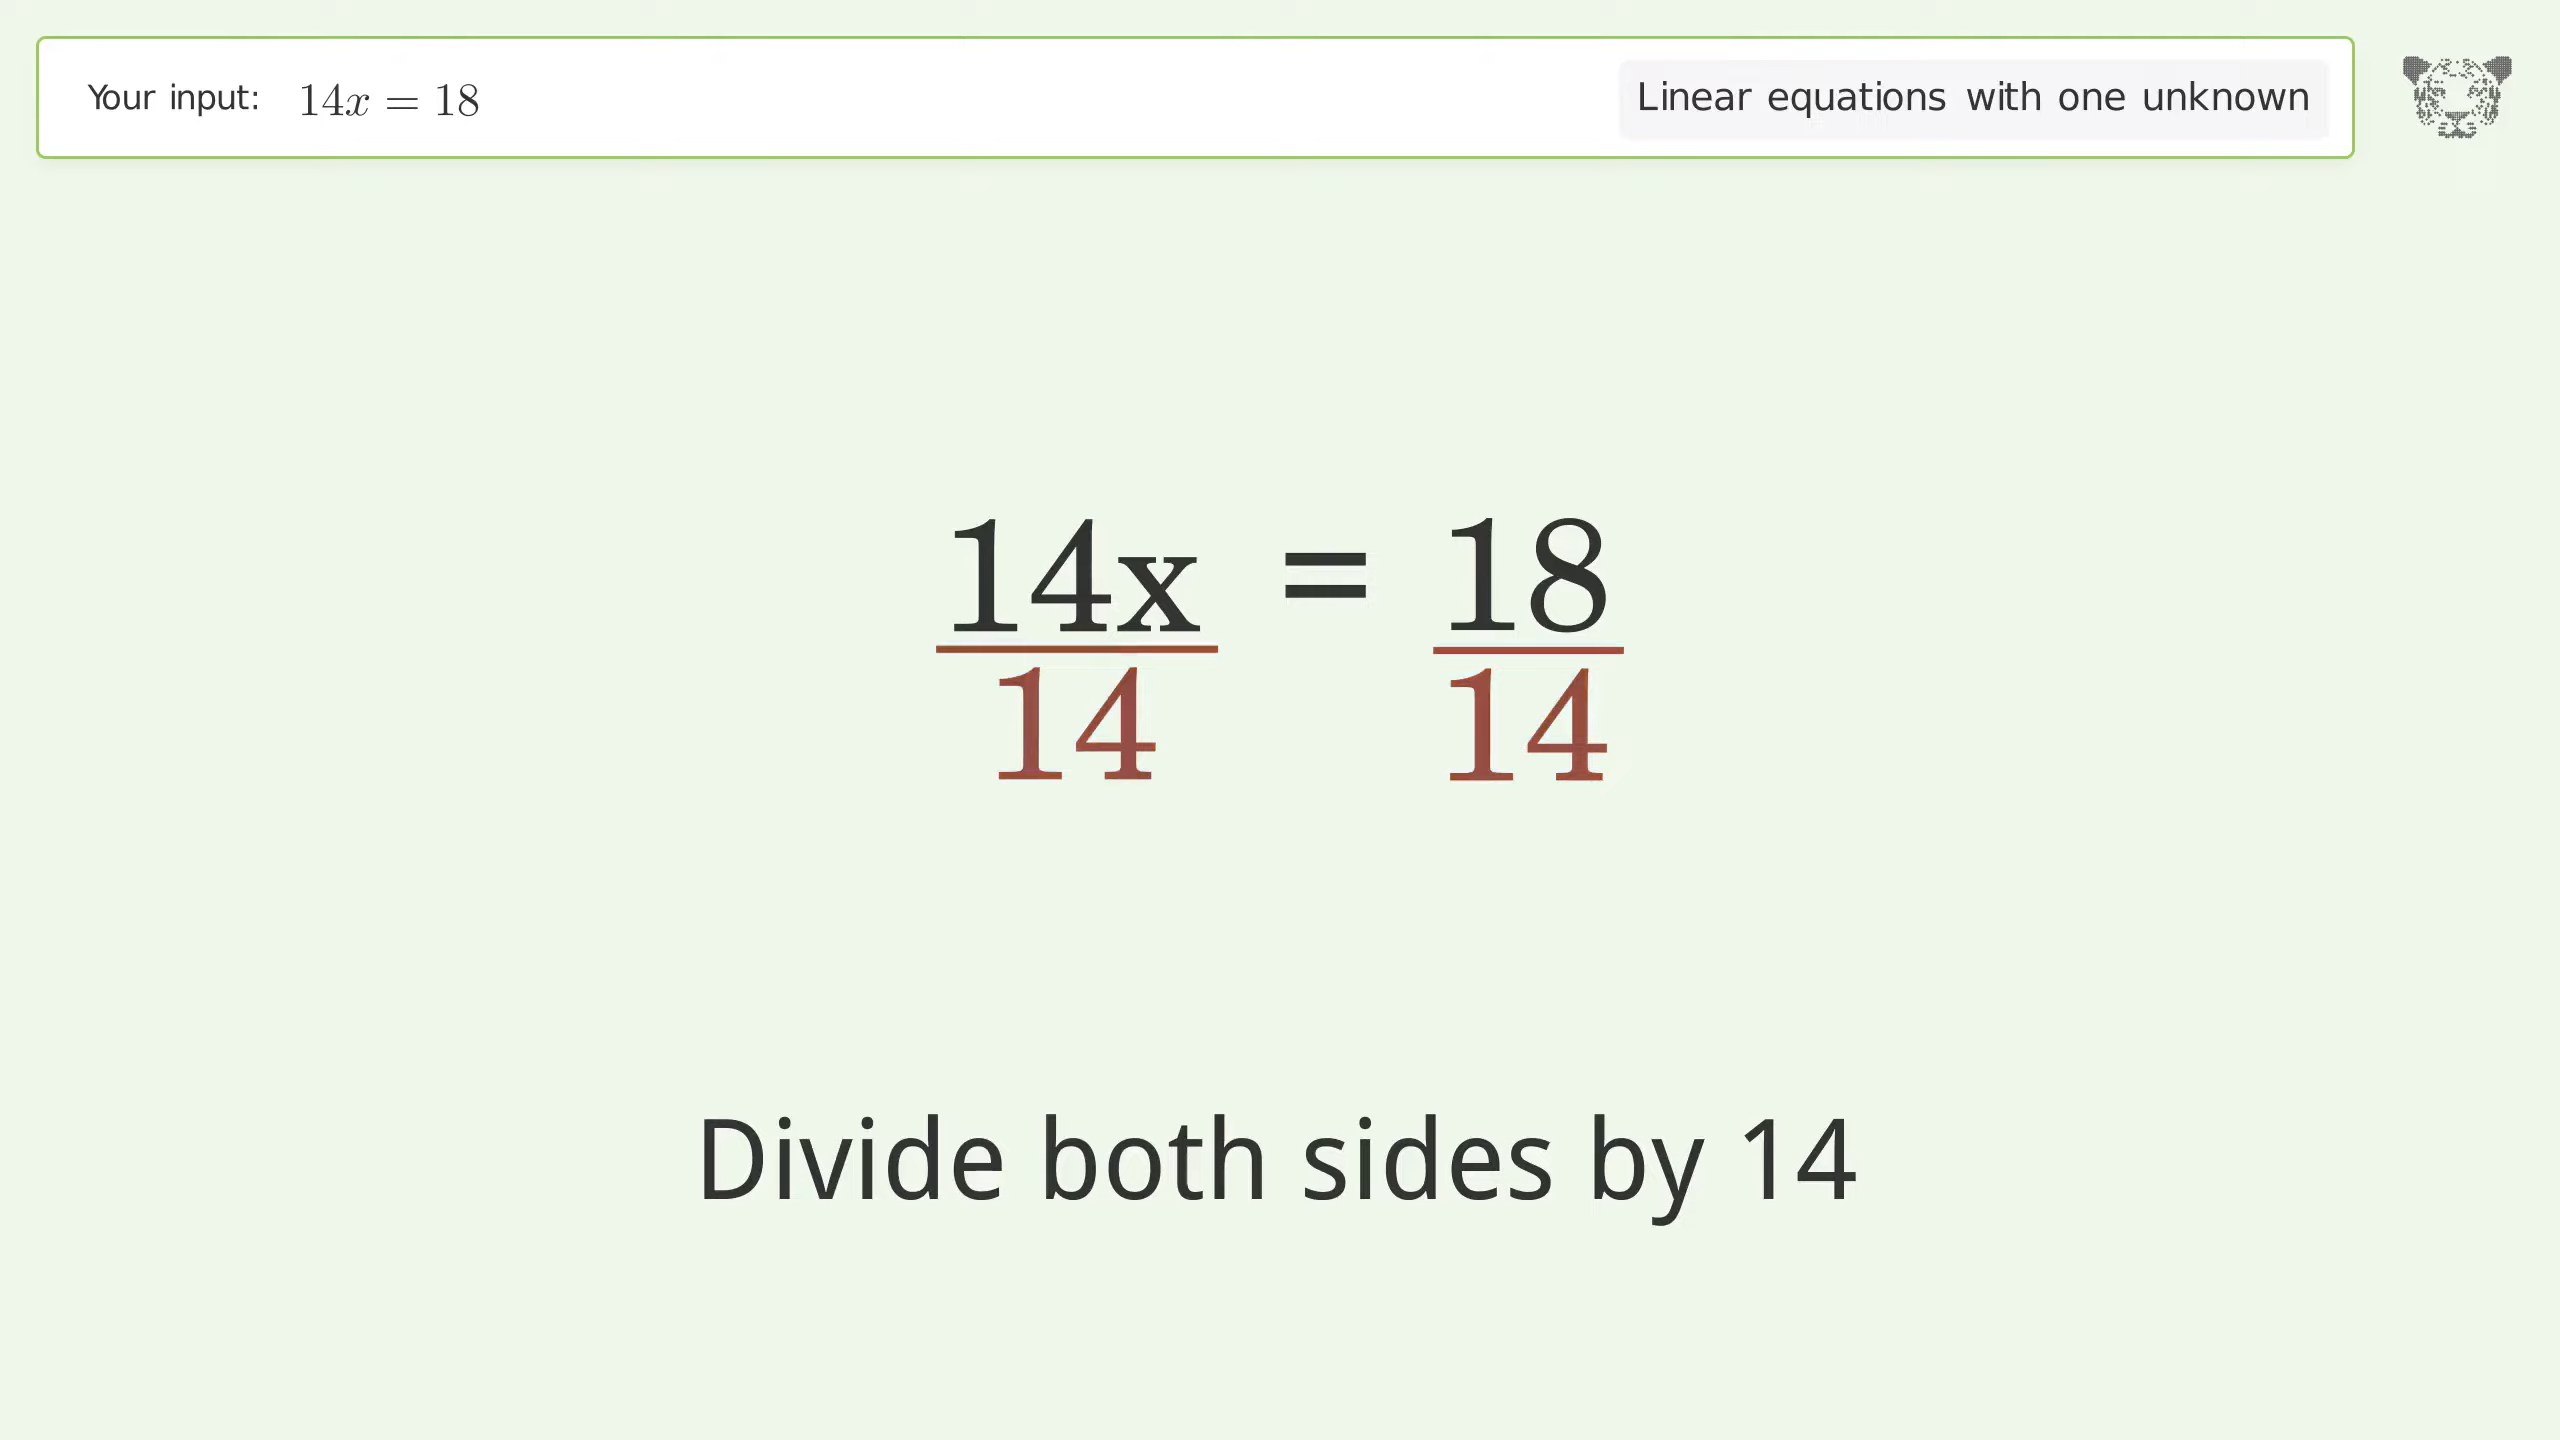 Your input: 14x = 18 Linear equations with one unknown
14x = 18
14 14
Divide both sides by 14